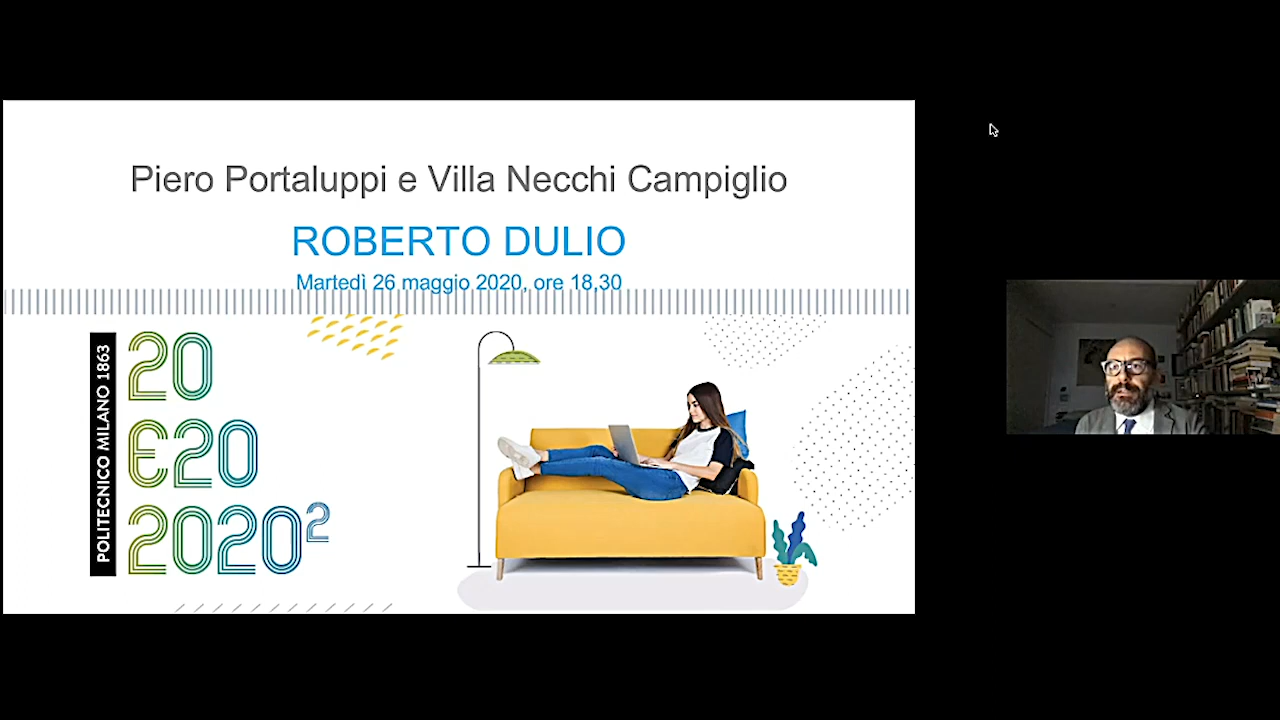 Piero Portaluppi e Villa Necchi Campiglio
ROBERTO DULIO
Martedì 26 maggio 2020, ore 18,30
POLITECNICO MILANO 1863
20
€20
2020²